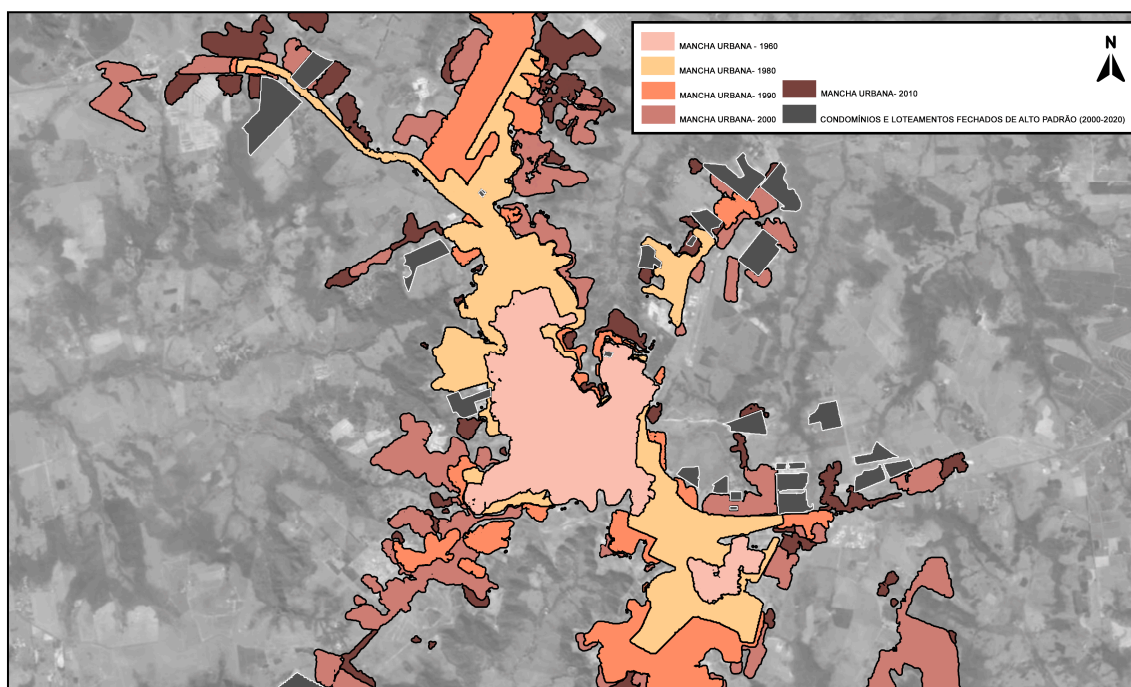 MANCHA URBANA - 1960
N
MANCHA URBANA- 1980
MANCHA URBANA- 1990
MANCHA URBANA- 2010
MANCHA URBANA- 2000
CONDOMÍNIOS E LOTEAMENTOS FECHADOS DE ALTO PADRÃO (2000-2020)